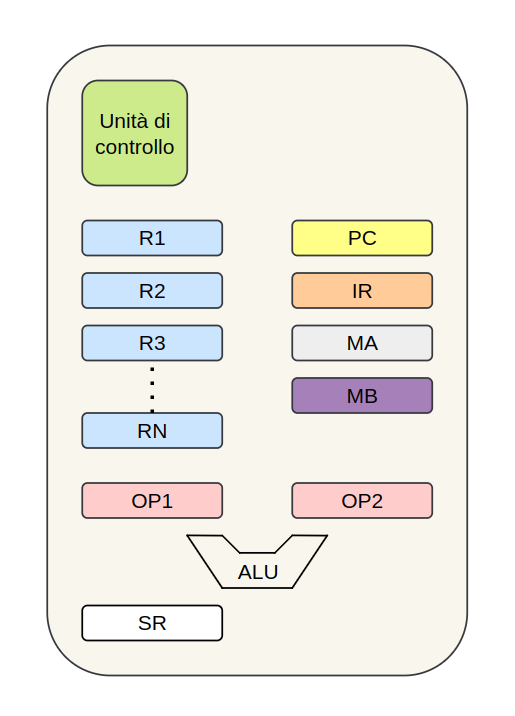 Unità di
controllo
R1
PC
R2
IR
R3
MA
MB
RN
OP1
OP2
ALU
SR